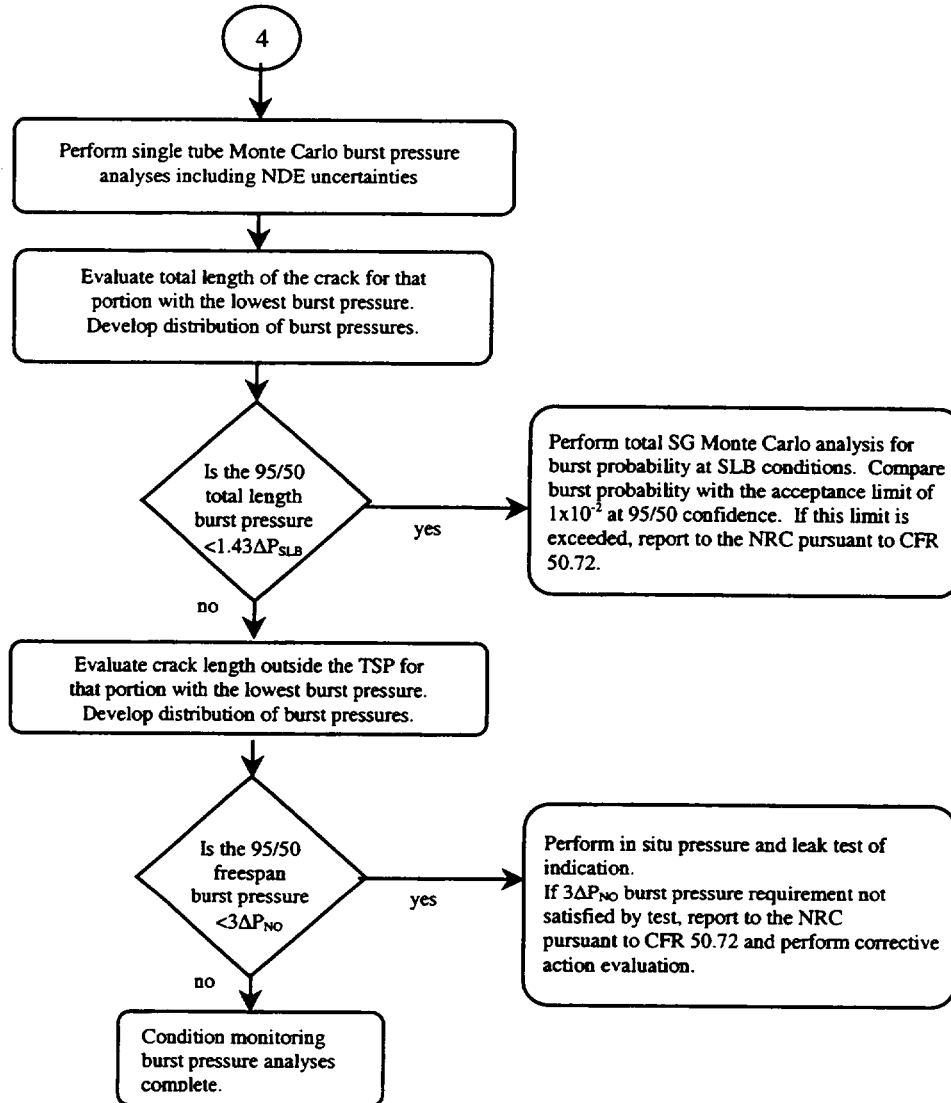 4
Perform single tube Monte Carlo burst pressure
analyses including NDE uncertainties
Evaluate total length of the crack for that
portion with the lowest burst pressure.
Develop distribution of burst pressures.
Is the 95/50
total length
burst pressure
<1.43ΔP_SLB
yes
Perform total SG Monte Carlo analysis for
burst probability at SLB conditions. Compare
burst probability with the acceptance limit of
1x10⁻² at 95/50 confidence. If this limit is
exceeded, report to the NRC pursuant to CFR
50.72.
no
Evaluate crack length outside the TSP for
that portion with the lowest burst pressure.
Develop distribution of burst pressures.
Is the 95/50
freespan
burst pressure
<3ΔP_NO
yes
Perform in situ pressure and leak test of
indication.
If 3ΔP_NO burst pressure requirement not
satisfied by test, report to the NRC
pursuant to CFR 50.72 and perform corrective
action evaluation.
no
Condition monitoring
burst pressure analyses
complete.